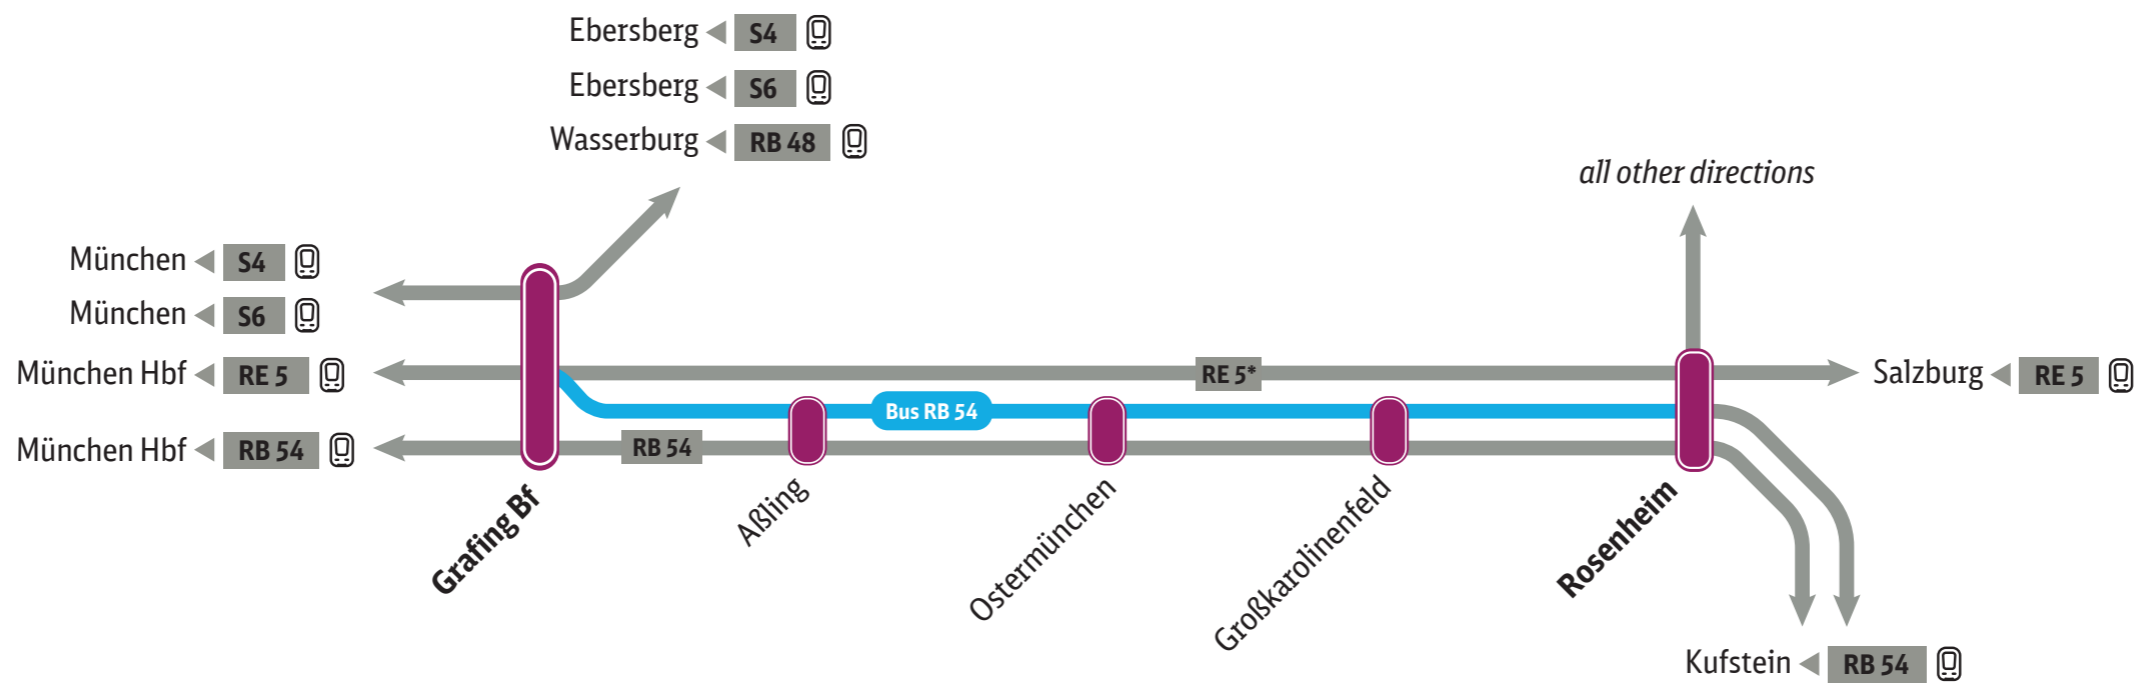 Ebersberg S4
Ebersberg S6
Wasserburg RB 48
all other directions
München S4
München S6
München Hbf RE 5
RE 5*
Salzburg RE 5
Bus RB 54
München Hbf RB 54
RB 54
Grafing Bf
Aßling
Ostermünchen
Großkarolinenfeld
Rosenheim
Kufstein RB 54